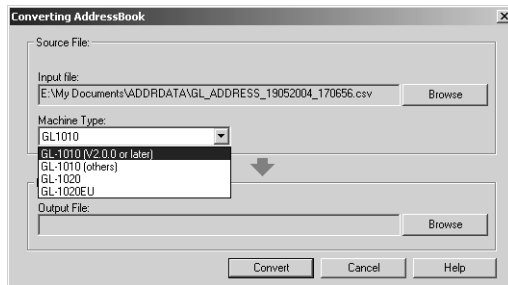 Converting AddressBook
Source File:
Input file:
E:\My Documents\ADDRDATA\GL_ADDRESS_19052004_170656.csv
Browse
Machine Type:
GL1010
GL-1010 (V2.0.0 or later)
GL-1010 (others)
GL-1020
GL-1020EU
Output File:
Browse
Convert Cancel Help